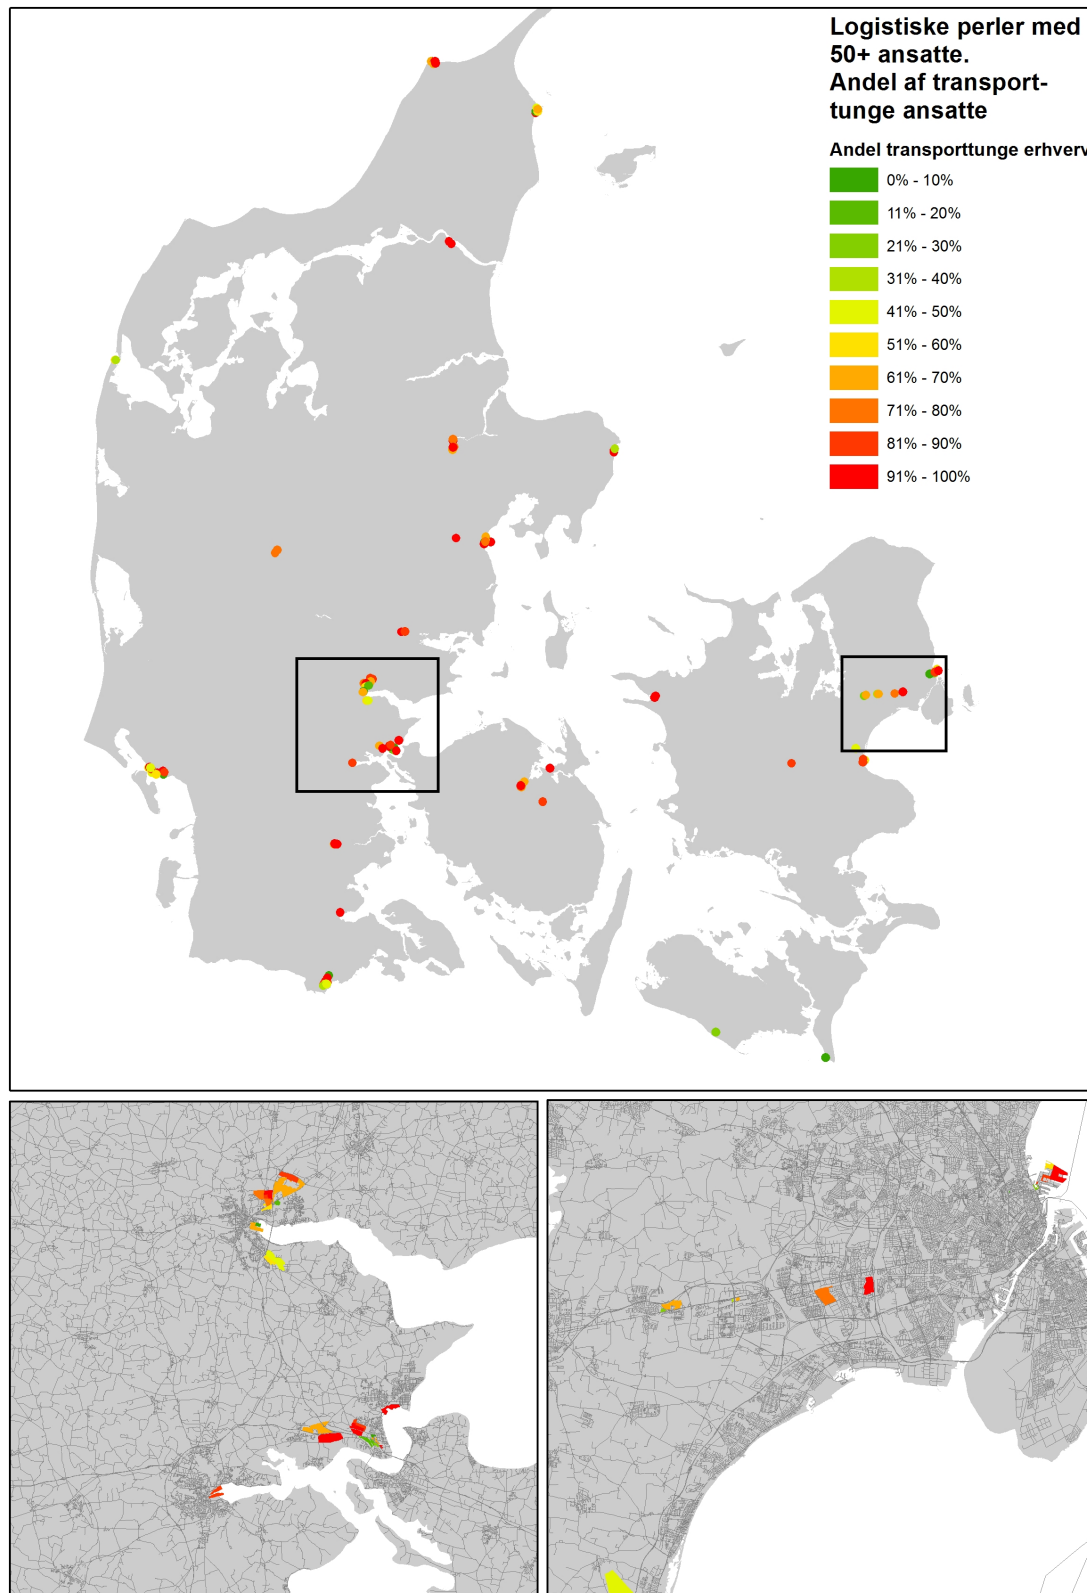 Logistiske perler med
50+ ansatte.
Andel af transport-
tunge ansatte
Andel transporttunge erhverv
0% - 10%
11% - 20%
21% - 30%
31% - 40%
41% - 50%
51% - 60%
61% - 70%
71% - 80%
81% - 90%
91% - 100%